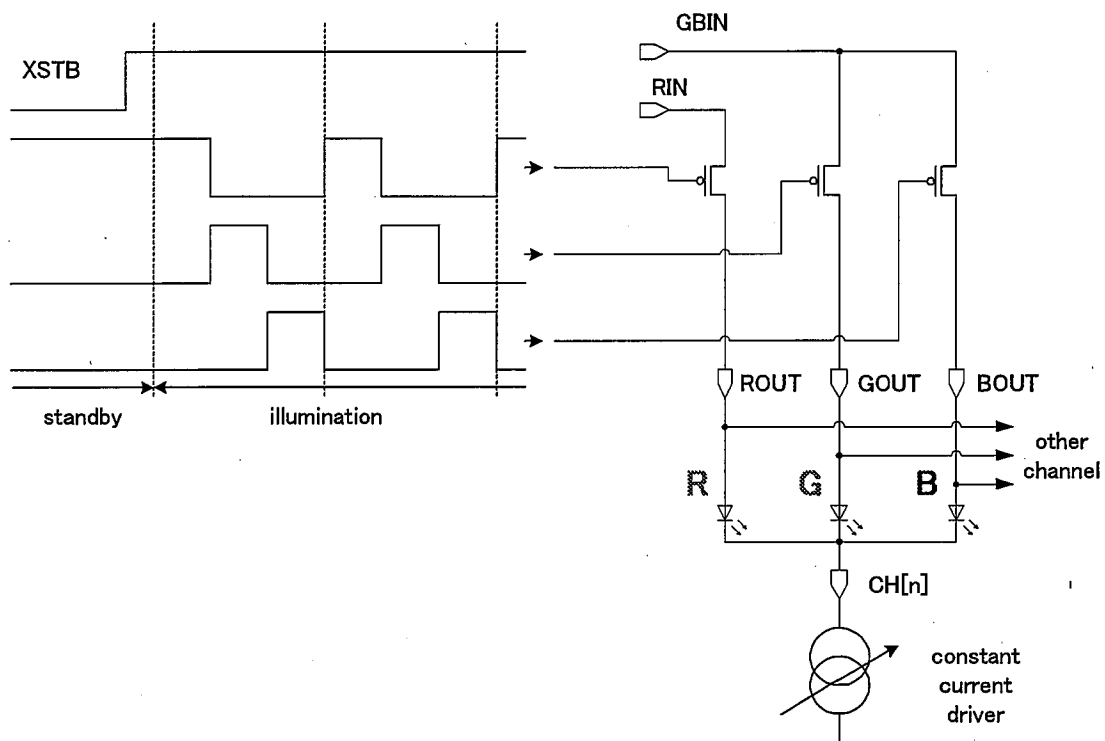 GBIN
XSTB
RIN
ROUT
GOUT
BOUT
standby
illumination
other
channel
R
G
B
CH[n]
constant
current
driver